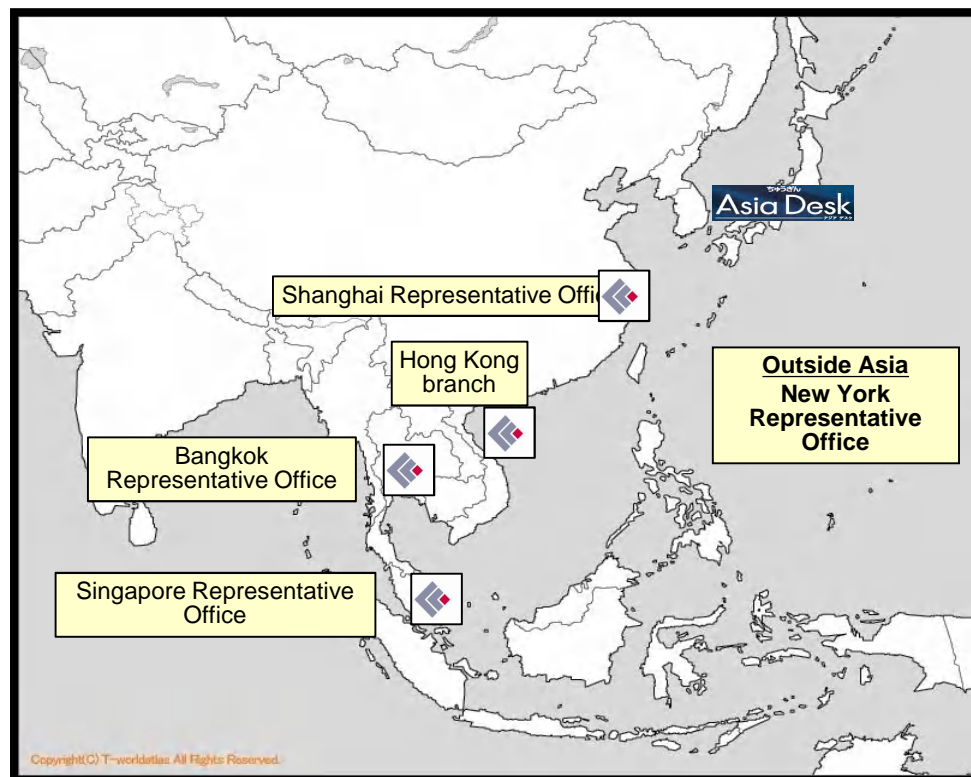 ちゅうぎん
Asia Desk
アジア デスク
Shanghai Representative Offi
Hong Kong
branch
Outside Asia
New York
Representative
Office
Bangkok
Representative Office
Singapore Representative
Office
Copyright(C) T-worldatlas All Rights Reserved.